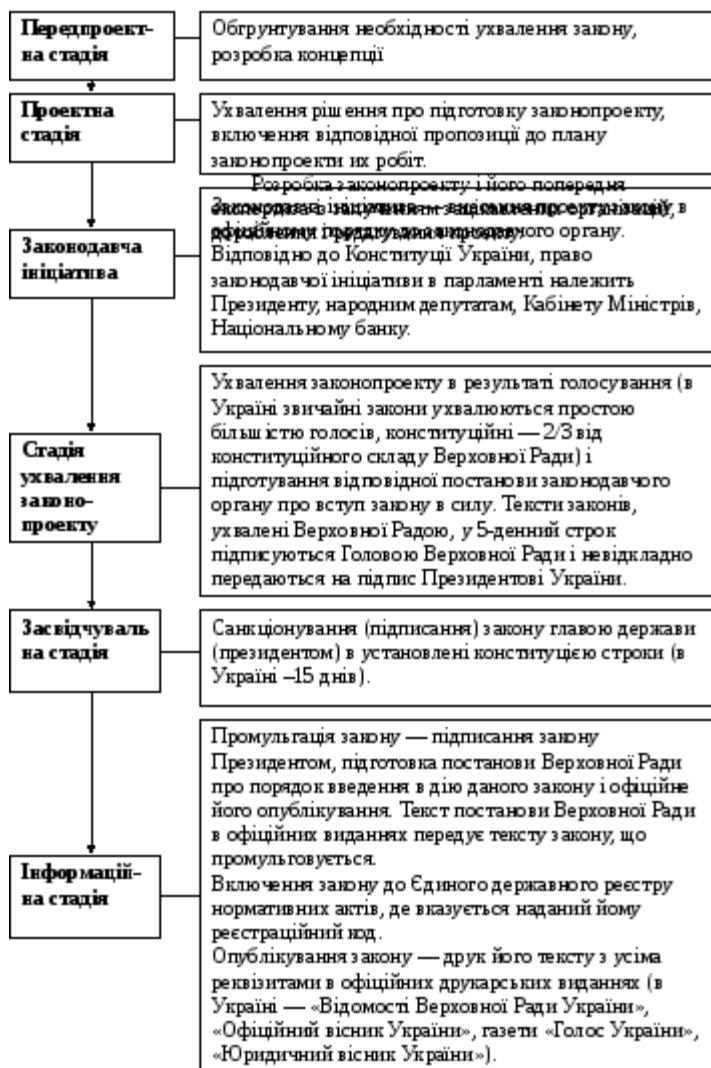 Передпроект-
на стадія
Обгрунтування необхідності ухвалення закону,
розробка концепції
Проектна
стадія
Ухвалення рішення про підготовку законопроекту,
включення відповідної пропозиції до плану
законопроекти их робіт.
Розробка законопроекту і його попередня
Законодавча
ініціатива
Відповідно до Конституції України, право
законодавчої ініціативи в парламенті належить
Президенту, народним депутатам, Кабінету Міністрів,
Національному банку.
Стадія
ухвалення
законо-
проекту
Ухвалення законопроекту в результаті голосування (в
Україні звичайні закони ухвалюються простою
більшістю голосів, конституційні — 2/3 від
конституційного складу Верховної Ради) і
підготування відповідної постанови законодавчого
органу про вступ закону в силу. Тексти законів,
ухвалені Верховної Радою, у 5-денний строк
підписуються Головою Верховної Ради і невідкладно
передаються на підпис Президентові України.
Засвідчуваль
на стадія
Санкціонування (підписання) закону главою держави
(президентом) в установлені конституцією строки (в
Україні –15 днів).
Інформацій-
на стадія
Промульгація закону — підписання закону
Президентом, підготовка постанови Верховної Ради
про порядок введення в дію даного закону і офіційне
його опублікування. Текст постанови Верховної Ради
в офіційних виданнях передує тексту закону, що
промульговується.
Включення закону до Єдиного державного реєстру
нормативних актів, де вказується наданий йому
реєстраційний код.
Опублікування закону — друк його тексту з усіма
реквізитами в офіційних друкарських виданнях (в
Україні — «Відомості Верховної Ради України»,
«Офіційний вісник України», газети «Голос України»,
«Юридичний вісник України»).